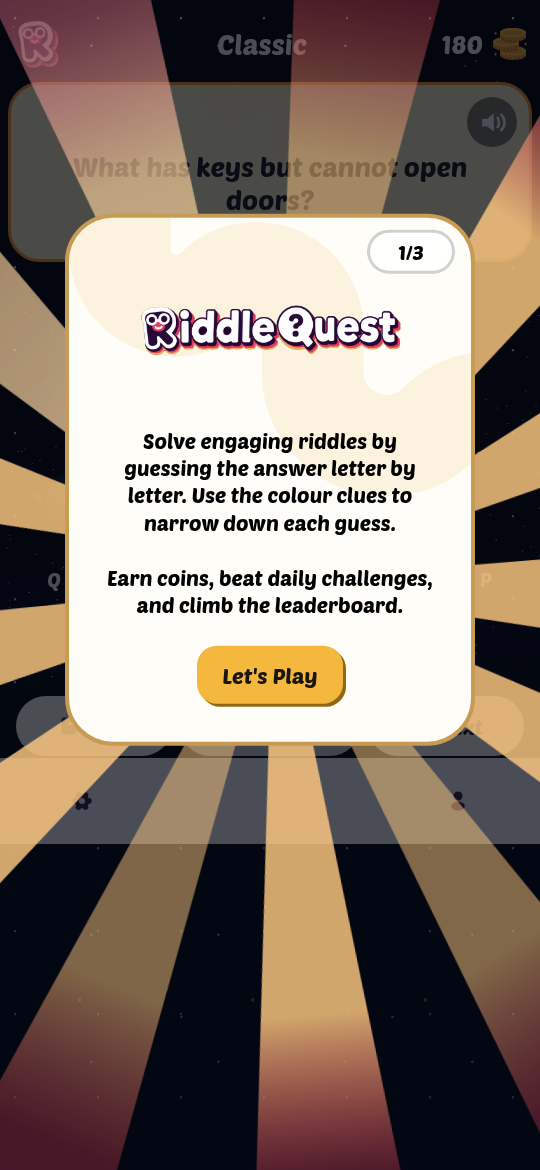 Classic
180
What has keys but cannot open
doors?
1/3
RiddleQuest
Solve engaging riddles by
guessing the answer letter by
letter. Use the colour clues to
narrow down each guess.
Earn coins, beat daily challenges,
and climb the leaderboard.
Q
P
Let's Play